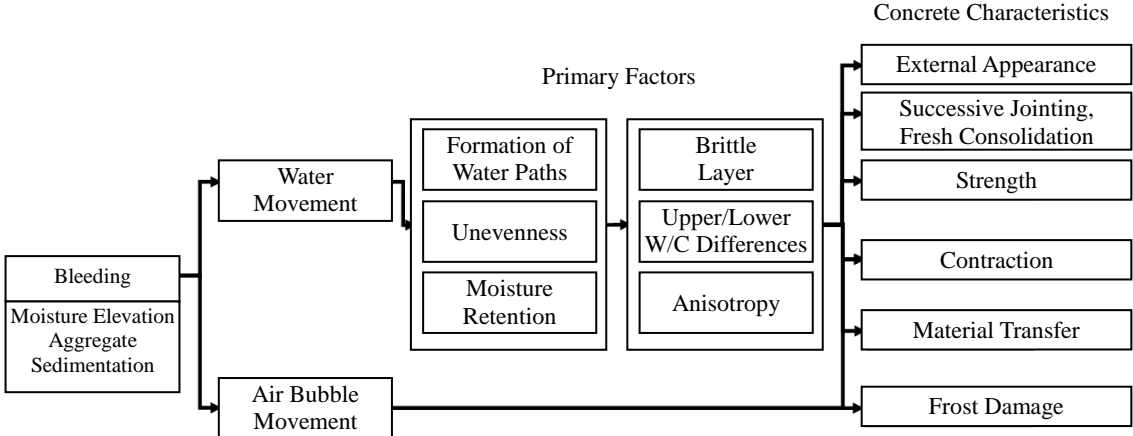 Concrete Characteristics
Primary Factors
Bleeding
Moisture Elevation
Aggregate
Sedimentation
Water
Movement
Air Bubble
Movement
Formation of
Water Paths
Unevenness
Moisture
Retention
Brittle
Layer
Upper/Lower
W/C Differences
Anisotropy
External Appearance
Successive Jointing,
Fresh Consolidation
Strength
Contraction
Material Transfer
Frost Damage